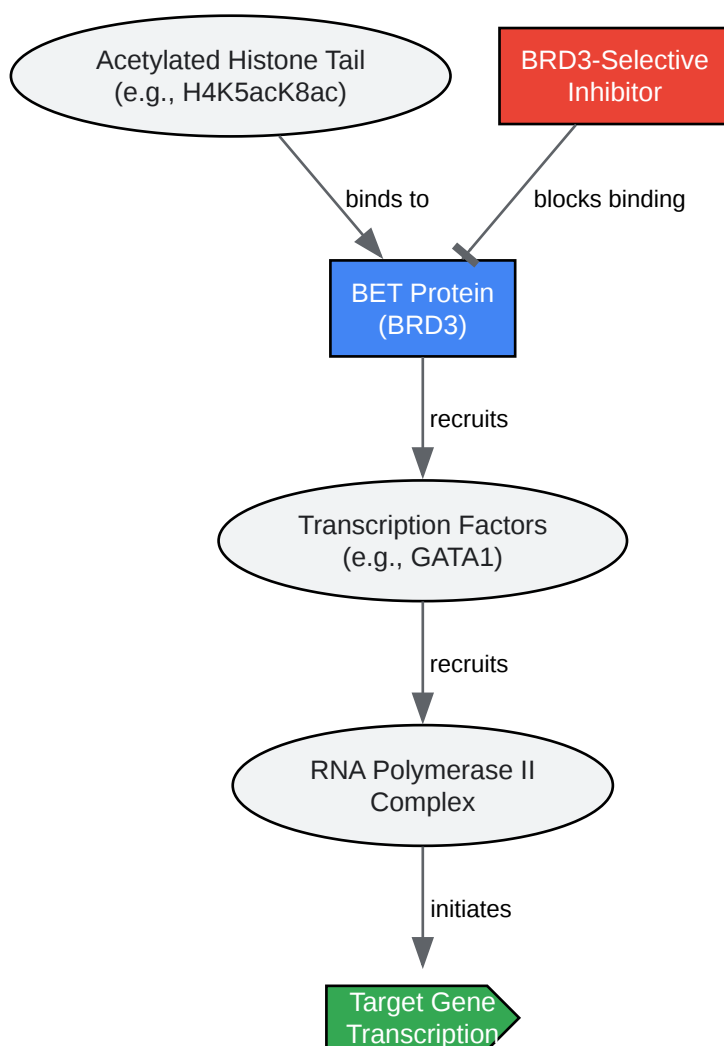 Acetylated Histone Tail
(e.g., H4K5acK8ac)
BRD3-Selective
Inhibitor
binds to
blocks binding
BET Protein
(BRD3)
recruits
Transcription Factors
(e.g., GATA1)
recruits
RNA Polymerase II
Complex
initiates
Target Gene
Transcription